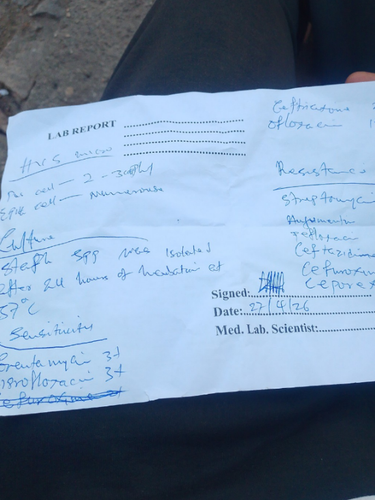 LAB REPORT
HVS m/c/s
Pus cell — 2 - 3/hpf
Epith cell — Numerous
Culture
Staph spp was isolated
after 24 hours of incubation at
37°C
Sensitivity
Gentamycin 3+
Ciprofloxacin 3+
Ceftriaxone
Ofloxacin
Resistance
Streptomycin
Pefloxacin
Ceftazidime
Cefuroxime
Ceporex
Signed:
Date: 27/4/26
Med. Lab. Scientist: